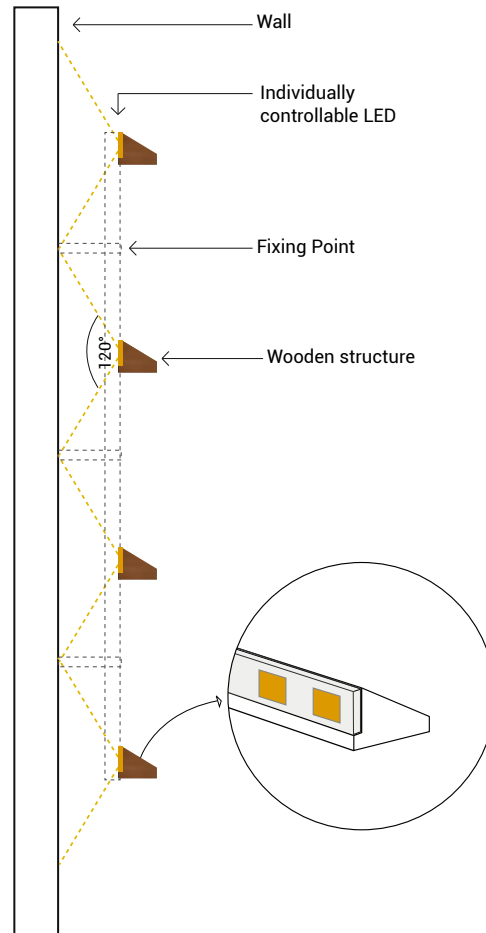 Wall
Individually
controllable LED
Fixing Point
120°
Wooden structure